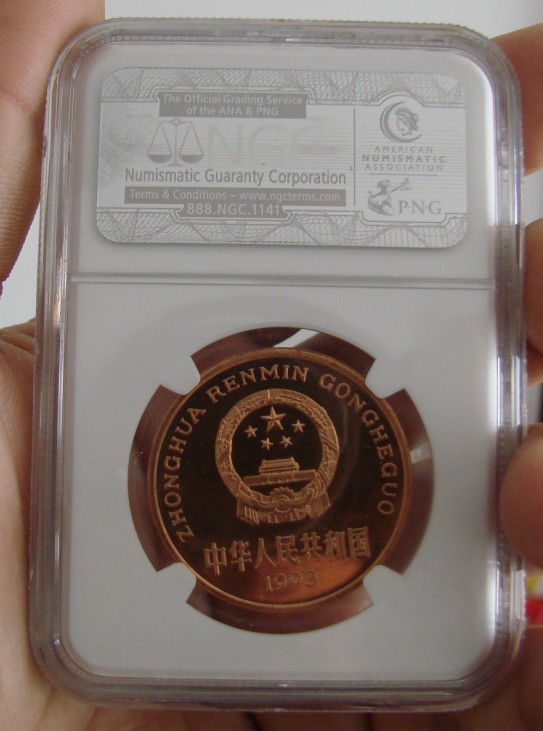 The Official Grading Service
of the ANA & PNG
NGC
Numismatic Guaranty Corporation
Terms & Conditions – www.ngcterms.com
888.NGC.1141
AMERICAN
NUMISMATIC
ASSOCIATION
PNG
ZHONGHUA RENMIN GONGHEGUO
中华人民共和国
1993